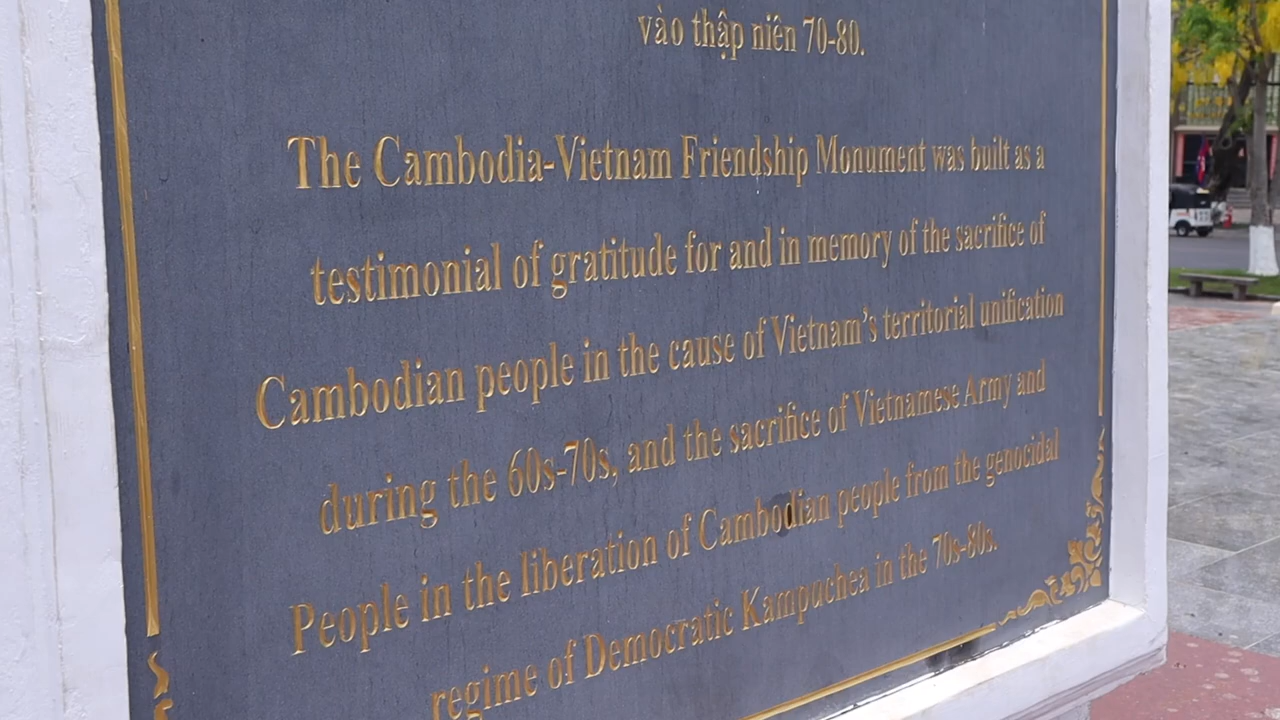 vào thập niên 70-80.
The Cambodia-Vietnam Friendship Monument was built as a
testimonial of gratitude for and in memory of the sacrifice of
Cambodian people in the cause of Vietnam's territorial unification
during the 60s-70s, and the sacrifice of Vietnamese Army and
People in the liberation of Cambodian people from the genocidal
regime of Democratic Kampuchea in the 70s-80s.